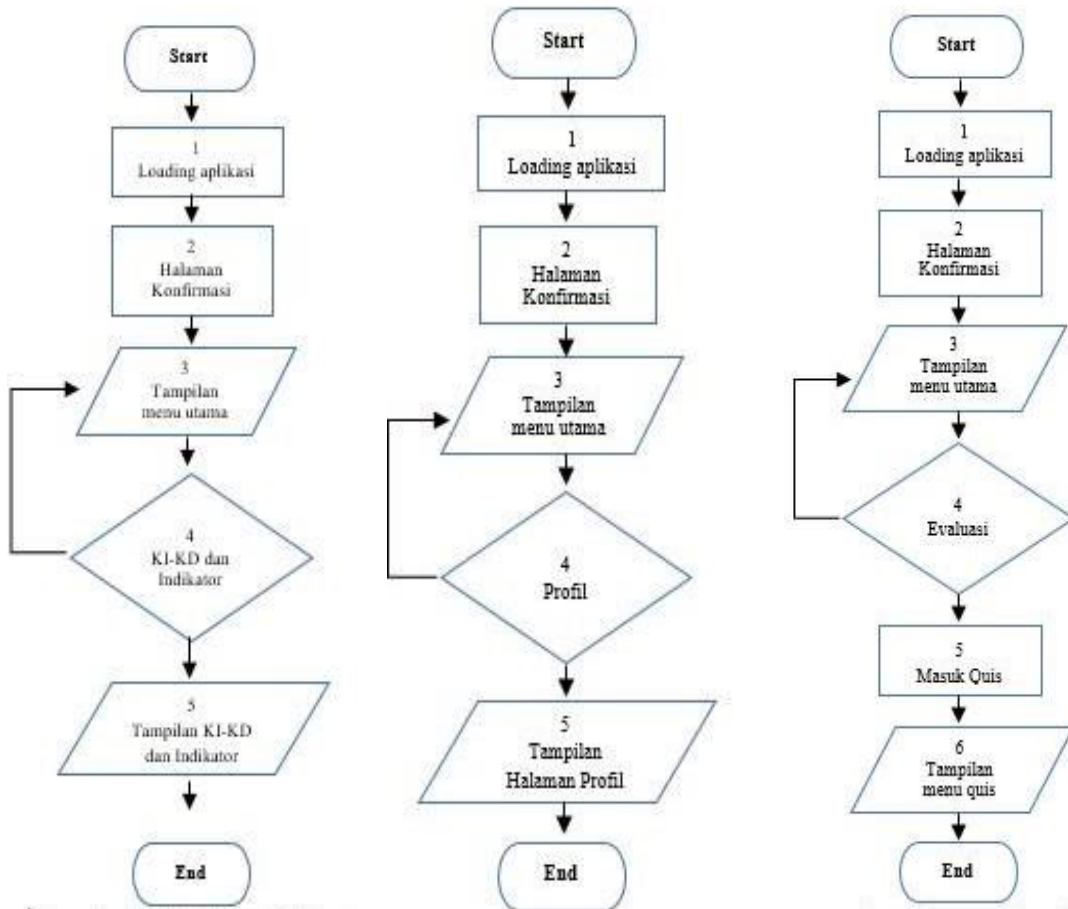 Start
1
Loading aplikasi
2
Halaman
Konfirmasi
3
Tampilan
menu utama
4
KI-KD dan
Indikator
5
Tampilan KI-KD
dan Indikator
End
Start
1
Loading aplikasi
2
Halaman
Konfirmasi
3
Tampilan
menu utama
4
Profil
5
Tampilan
Halaman Profil
End
Start
1
Loading aplikasi
2
Halaman
Konfirmasi
3
Tampilan
menu utama
4
Evaluasi
5
Masuk Quis
6
Tampilan
menu quis
End